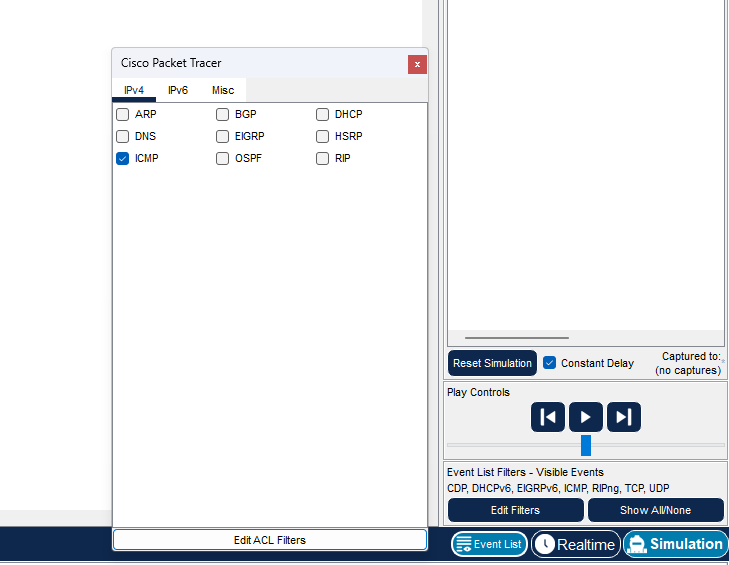 Cisco Packet Tracer
x
IPv4 IPv6 Misc
ARP BGP DHCP
DNS EIGRP HSRP
ICMP OSPF RIP
Edit ACL Filters
Reset Simulation Constant Delay Captured to:
(no captures)
Play Controls
Event List Filters - Visible Events
CDP, DHCPv6, EIGRPv6, ICMP, RIPng, TCP, UDP
Edit Filters Show All/None
Event List Realtime Simulation